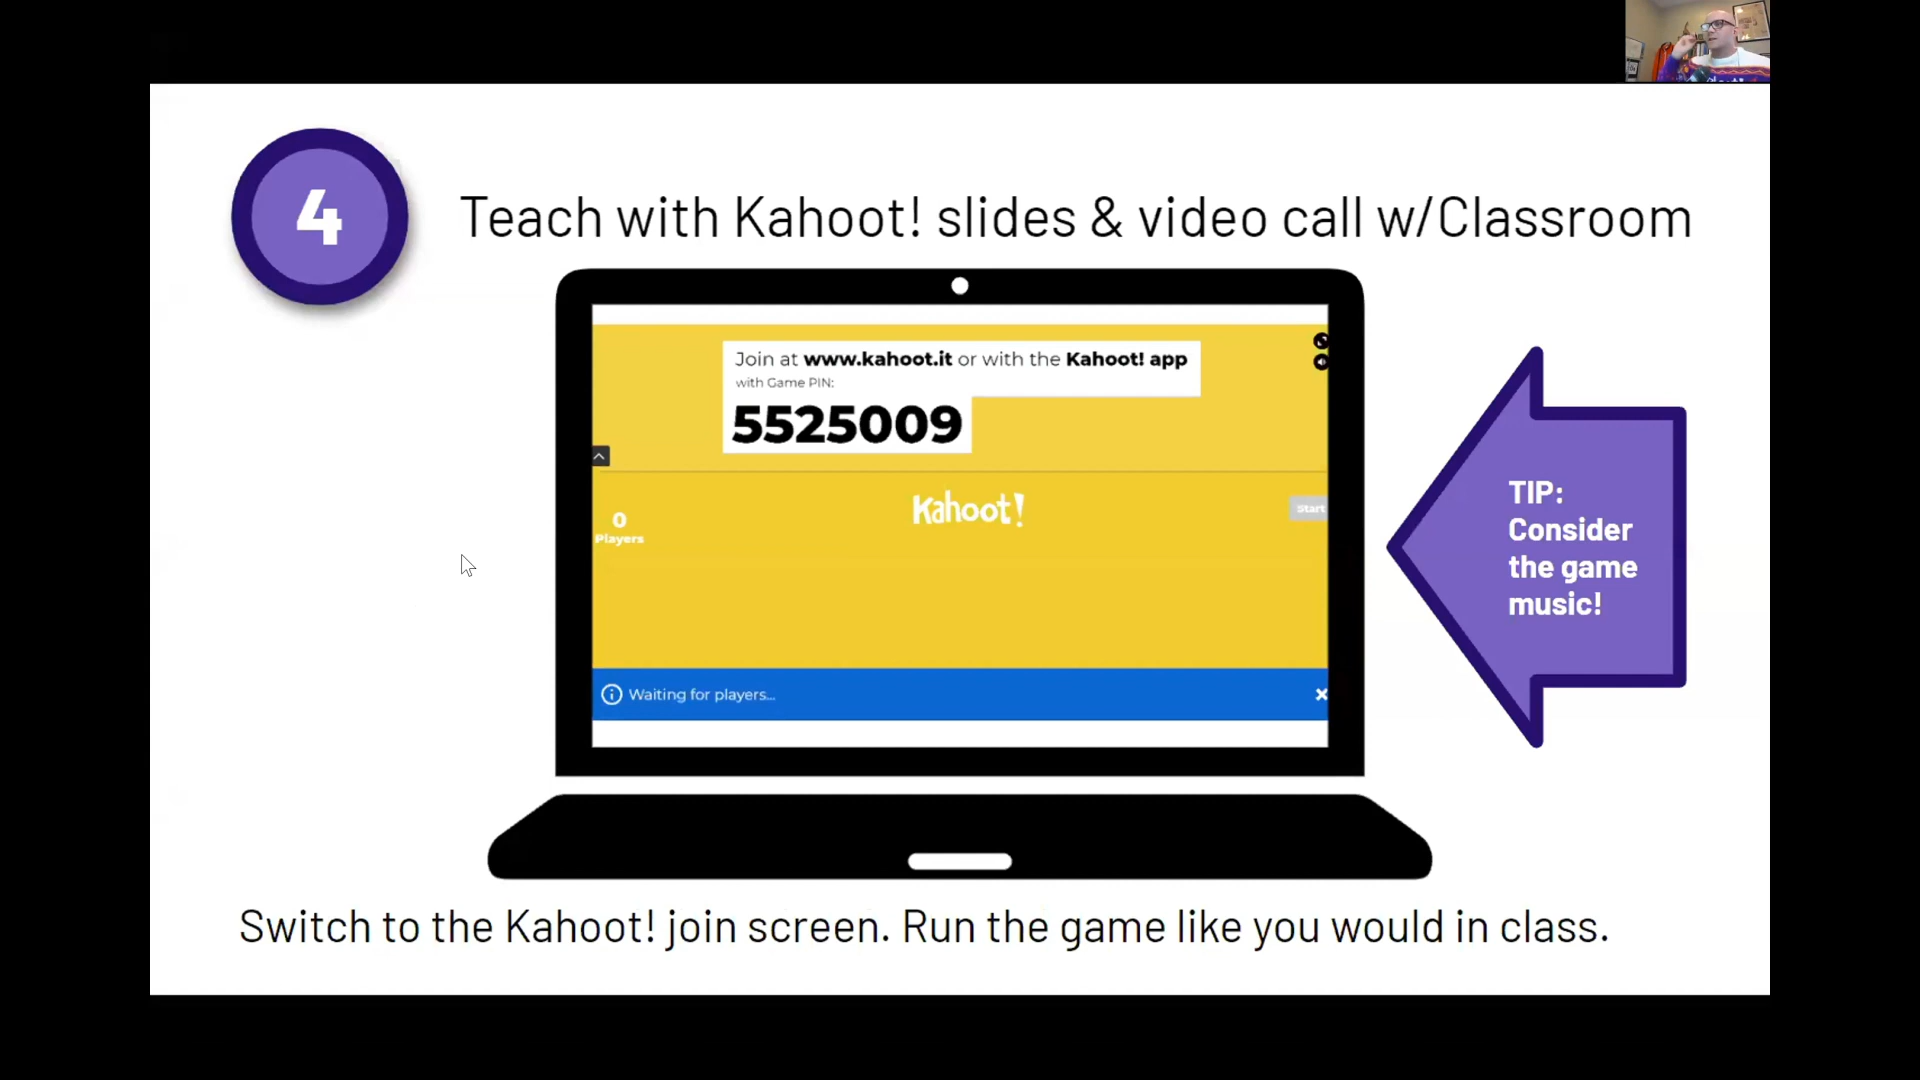 4
Teach with Kahoot! slides & video call w/Classroom
Join at www.kahoot.it or with the Kahoot! app
with Game PIN:
5525009
Kahoot!
0
Players
Start
Waiting for players...
TIP:
Consider
the game
music!
Switch to the Kahoot! join screen. Run the game like you would in class.